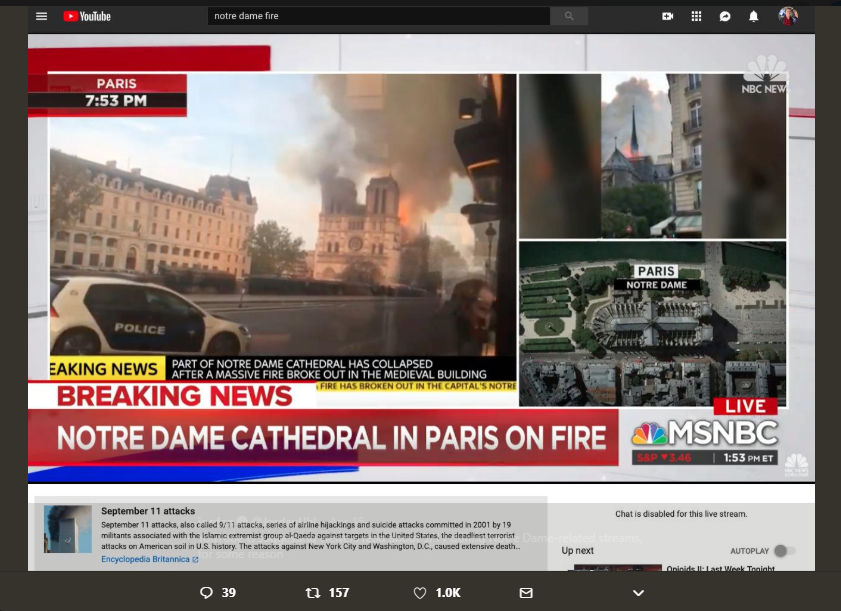 YouTube
notre dame fire
PARIS
7:53 PM
NBC NEW
POLICE
PARIS
NOTRE DAME
EAKING NEWS
PART OF NOTRE DAME CATHEDRAL HAS COLLAPSED
AFTER A MASSIVE FIRE BROKE OUT IN THE MEDIEVAL BUILDING
FIRE HAS BROKEN OUT IN THE CAPITAL'S NOTRE
BREAKING NEWS
LIVE
NOTRE DAME CATHEDRAL IN PARIS ON FIRE
MSNBC
S&P ▼3.46 1:53 PM ET
September 11 attacks
September 11 attacks, also called 9/11 attacks, series of airline hijackings and suicide attacks committed in 2001 by 19
militants associated with the Islamic extremist group al-Qaeda against targets in the United States, the deadliest terrorist
attacks on American soil in U.S. history. The attacks against New York City and Washington, D.C., caused extensive death...
Encyclopedia Britannica
Chat is disabled for this live stream.
Dame-related streams,
for some reason
Up next
AUTOPLAY
Opioids II: Last Week Tonight
39
157
1.0K